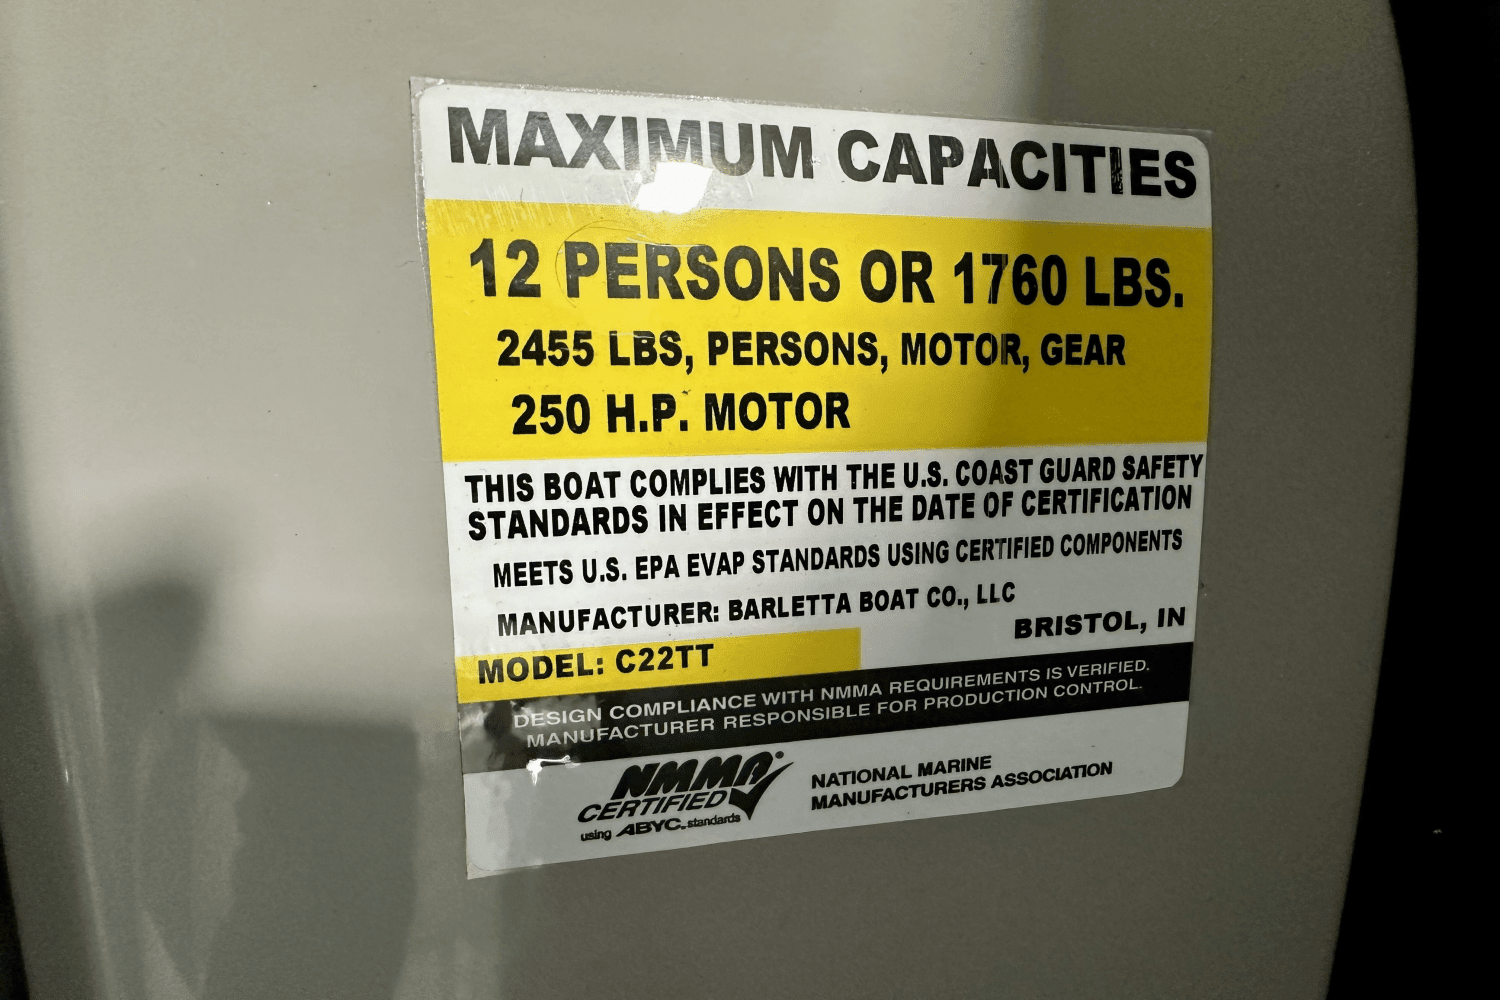 MAXIMUM CAPACITIES
12 PERSONS OR 1760 LBS.
2455 LBS, PERSONS, MOTOR, GEAR
250 H.P. MOTOR
THIS BOAT COMPLIES WITH THE U.S. COAST GUARD SAFETY
STANDARDS IN EFFECT ON THE DATE OF CERTIFICATION
MEETS U.S. EPA EVAP STANDARDS USING CERTIFIED COMPONENTS
MANUFACTURER: BARLETTA BOAT CO., LLC
BRISTOL, IN
MODEL: C22TT
DESIGN COMPLIANCE WITH NMMA REQUIREMENTS IS VERIFIED.
MANUFACTURER RESPONSIBLE FOR PRODUCTION CONTROL.
NMMA®
CERTIFIED
using ABYC. standards
NATIONAL MARINE
MANUFACTURERS ASSOCIATION